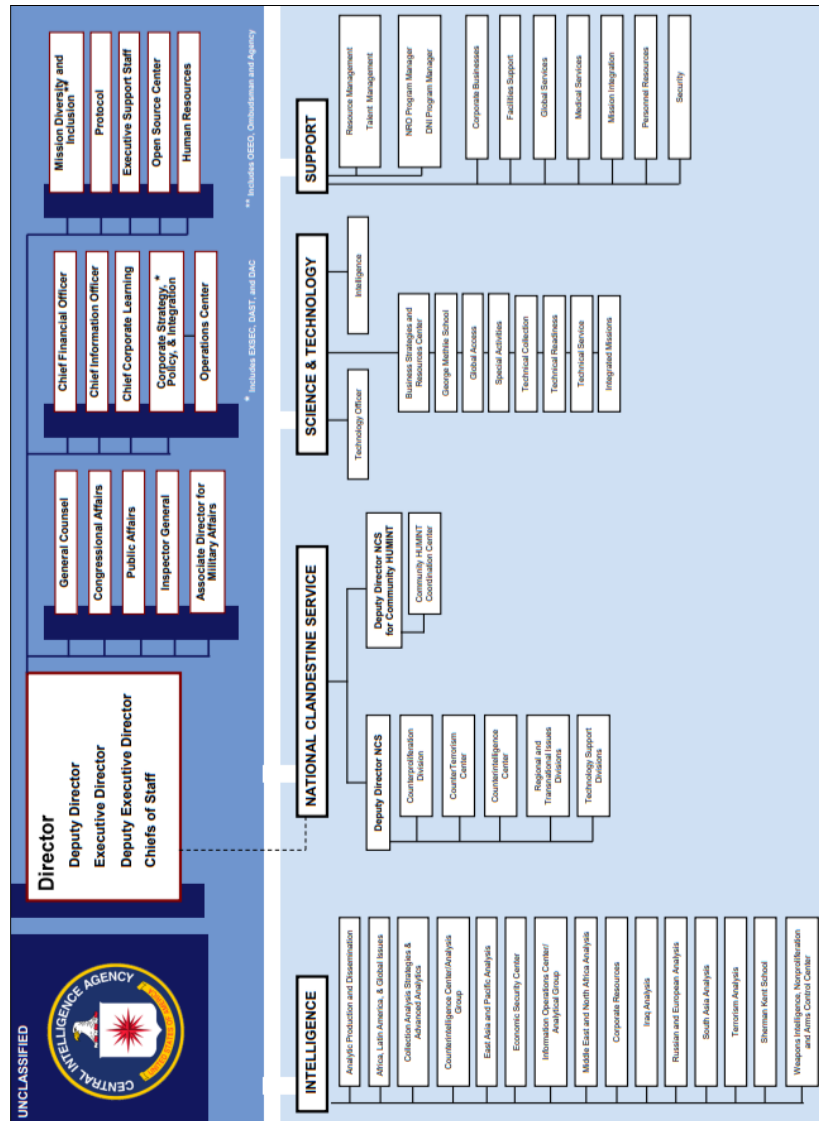 UNCLASSIFIED
CENTRAL INTELLIGENCE AGENCY
UNITED STATES OF AMERICA
Director
Deputy Director
Executive Director
Deputy Executive Director
Chiefs of Staff
General Counsel
Congressional Affairs
Public Affairs
Inspector General
Associate Director for
Military Affairs
Chief Financial Officer
Chief Information Officer
Chief Corporate Learning
Corporate Strategy, *
Policy, & Integration
Operations Center
* Includes EXSEC, DAST, and DAC
Mission Diversity and
Inclusion**
Protocol
Executive Support Staff
Open Source Center
Human Resources
** Includes OEEO, Ombudsman and Agency
INTELLIGENCE
Analytic Production and Dissemination
Africa, Latin America, & Global Issues
Collection Analysis Strategies &
Advanced Analytics
Counterintelligence Center/Analysis
Group
East Asia and Pacific Analysis
Economic Security Center
Information Operations Center/
Analytical Group
Middle East and North Africa Analysis
Corporate Resources
Iraq Analysis
Russian and European Analysis
South Asia Analysis
Terrorism Analysis
Sherman Kent School
Weapons Intelligence, Nonproliferation
and Arms Control Center
NATIONAL CLANDESTINE SERVICE
Deputy Director NCS
Counterproliferation
Division
CounterTerrorism
Center
Counterintelligence
Center
Regional and
Transnational Issues
Divisions
Technology Support
Divisions
Deputy Director NCS
for Community HUMINT
Community HUMINT
Coordination Center
SCIENCE & TECHNOLOGY
Technology Officer
Intelligence
Business Strategies and
Resources Center
George Methlie School
Global Access
Special Activities
Technical Collection
Technical Readiness
Technical Service
Integrated Missions
SUPPORT
Resource Management
Talent Management
NRO Program Manager
DNI Program Manager
Corporate Businesses
Facilities Support
Global Services
Medical Services
Mission Integration
Personnel Resources
Security